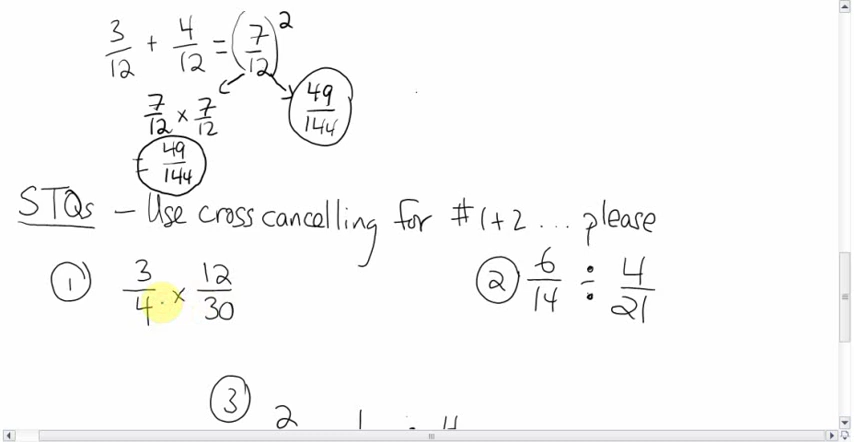 3/12 + 4/12 = (7/12)²
7/12 × 7/12
49/144
= 49/144
STQs – Use cross cancelling for #1+2 ... please
① 3/4 × 12/30
② 6/14 ÷ 4/21
③ 2